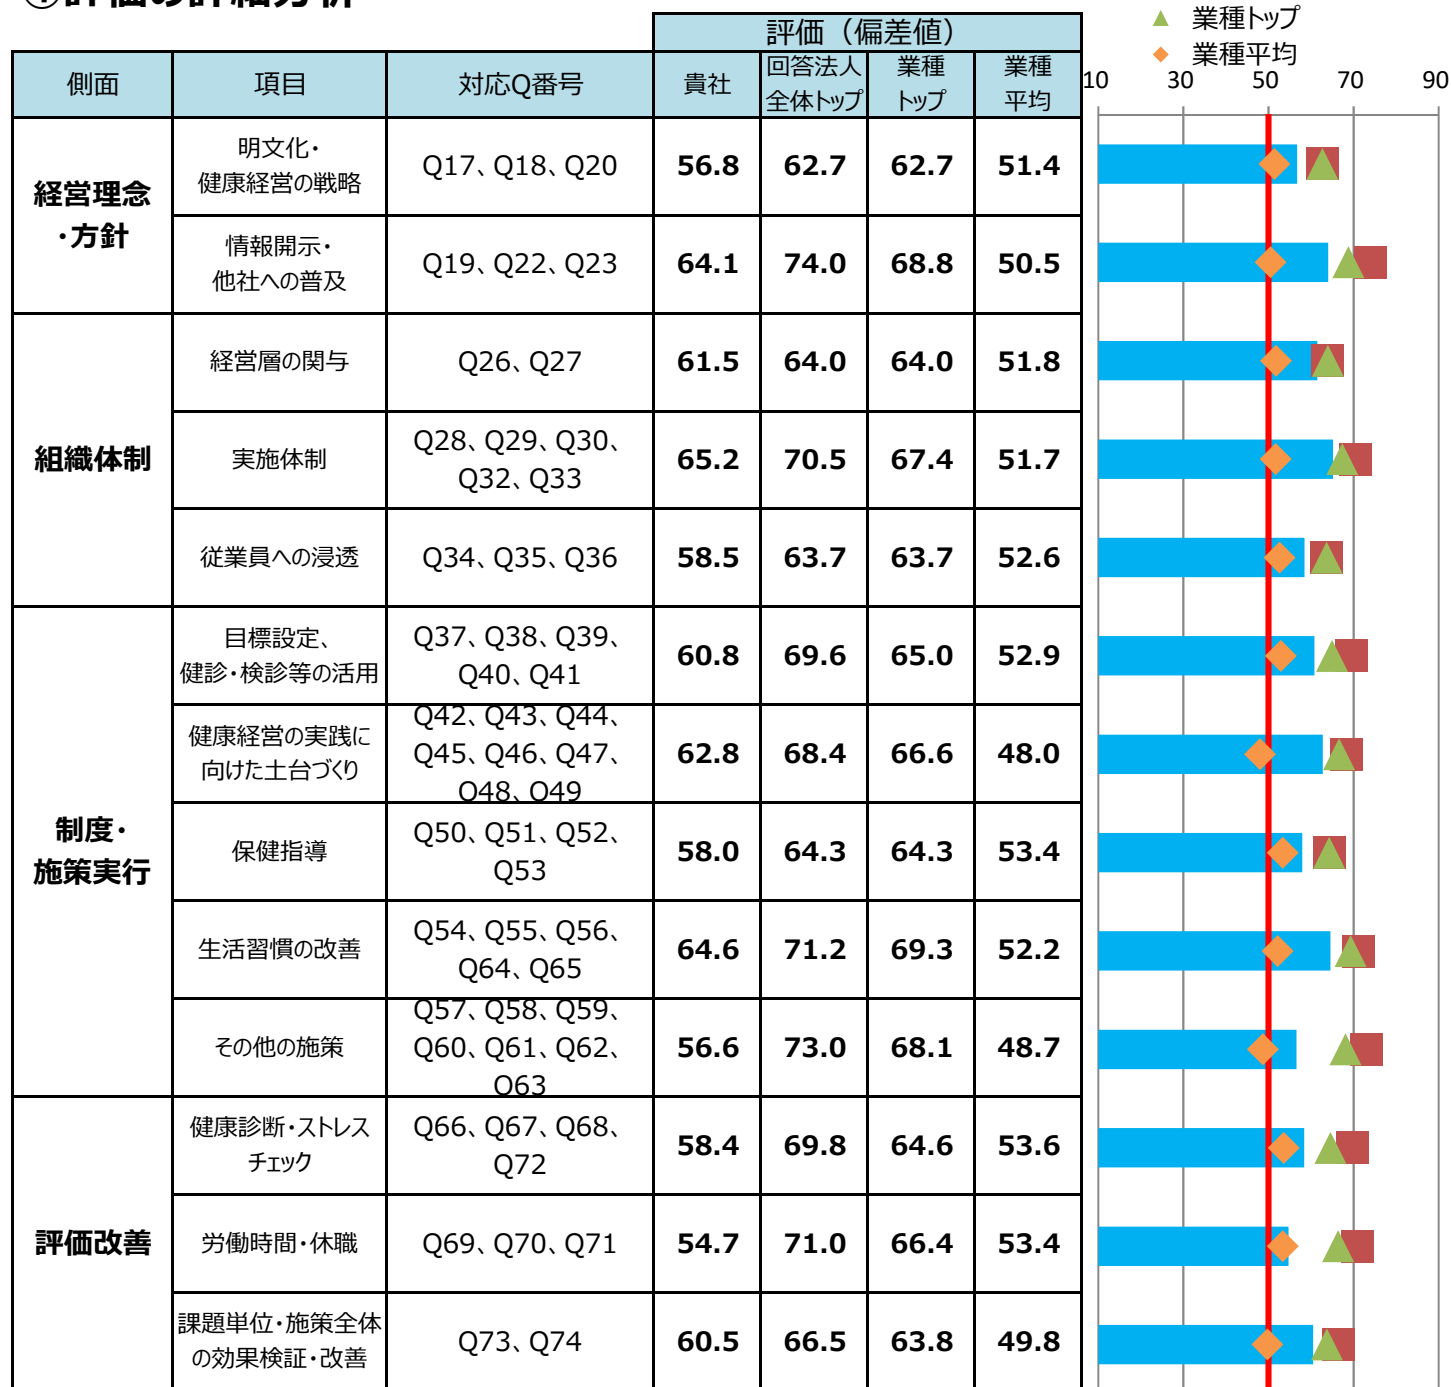 ①評価の詳細分析
▲ 業種トップ
◆ 業種平均
評価（偏差値）
側面 項目 対応Q番号 貴社 回答法人全体トップ 業種トップ 業種平均
10 30 50 70 90
経営理念・方針
明文化・健康経営の戦略 Q17、Q18、Q20 56.8 62.7 62.7 51.4
情報開示・他社への普及 Q19、Q22、Q23 64.1 74.0 68.8 50.5
組織体制
経営層の関与 Q26、Q27 61.5 64.0 64.0 51.8
実施体制 Q28、Q29、Q30、Q32、Q33 65.2 70.5 67.4 51.7
従業員への浸透 Q34、Q35、Q36 58.5 63.7 63.7 52.6
制度・施策実行
目標設定、健診・検診等の活用 Q37、Q38、Q39、Q40、Q41 60.8 69.6 65.0 52.9
健康経営の実践に向けた土台づくり Q42、Q43、Q44、Q45、Q46、Q47、Q48、Q49 62.8 68.4 66.6 48.0
保健指導 Q50、Q51、Q52、Q53 58.0 64.3 64.3 53.4
生活習慣の改善 Q54、Q55、Q56、Q64、Q65 64.6 71.2 69.3 52.2
その他の施策 Q57、Q58、Q59、Q60、Q61、Q62、Q63 56.6 73.0 68.1 48.7
評価改善
健康診断・ストレスチェック Q66、Q67、Q68、Q72 58.4 69.8 64.6 53.6
労働時間・休職 Q69、Q70、Q71 54.7 71.0 66.4 53.4
課題単位・施策全体の効果検証・改善 Q73、Q74 60.5 66.5 63.8 49.8